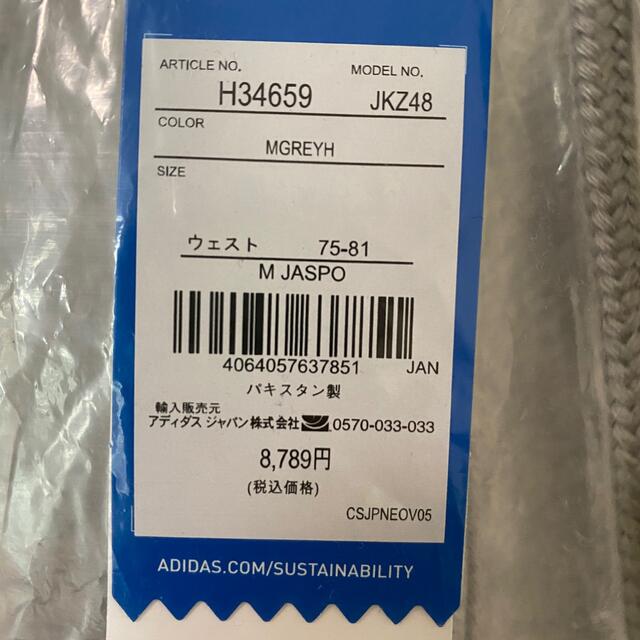 ARTICLE NO.
MODEL NO.
H34659
JKZ48
COLOR
MGREYH
SIZE
ウェスト 75-81
M JASPO
4064057637851 JAN
パキスタン製
輸入販売元
アディダス ジャパン株式会社 0570-033-033
8,789円
(税込価格)
CSJPNEOV05
ADIDAS.COM/SUSTAINABILITY